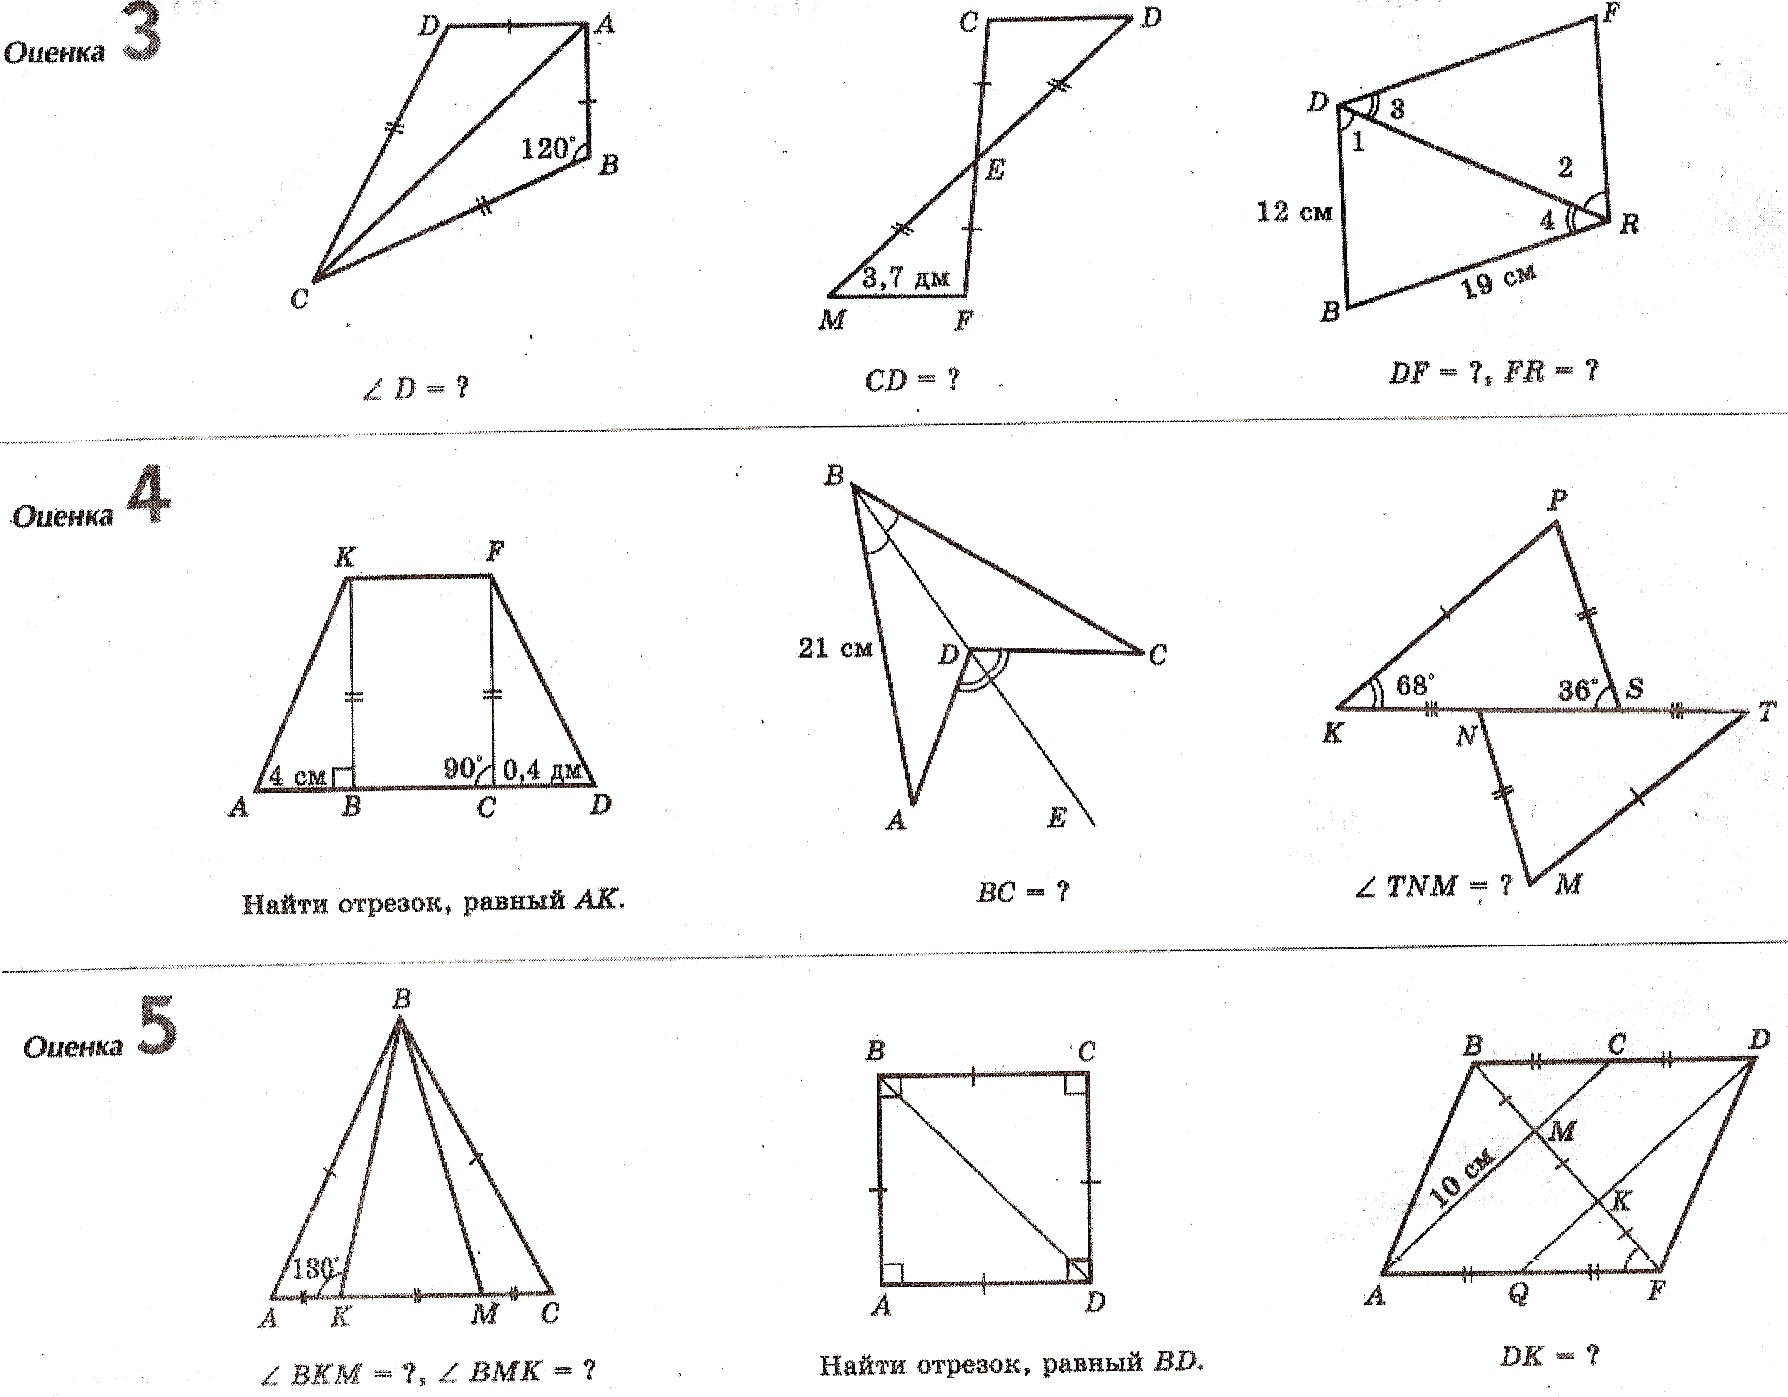 Оценка 3
D A 120° B C
∠ D = ?
C D E 3,7 дм M F
CD = ?
F D 3 1 2 12 см 4 R 19 см B
DF = ?, FR = ?
Оценка 4
K F 4 см 90° 0,4 дм A B C D
Найти отрезок, равный AK.
B 21 см D C A E
BC = ?
P 68° 36° S K N T M
∠ TNM = ?
Оценка 5
B 130° A K M C
∠ BKM = ?, ∠ BMK = ?
B C A D
Найти отрезок, равный BD.
B C D M 10 см K A Q F
DK = ?